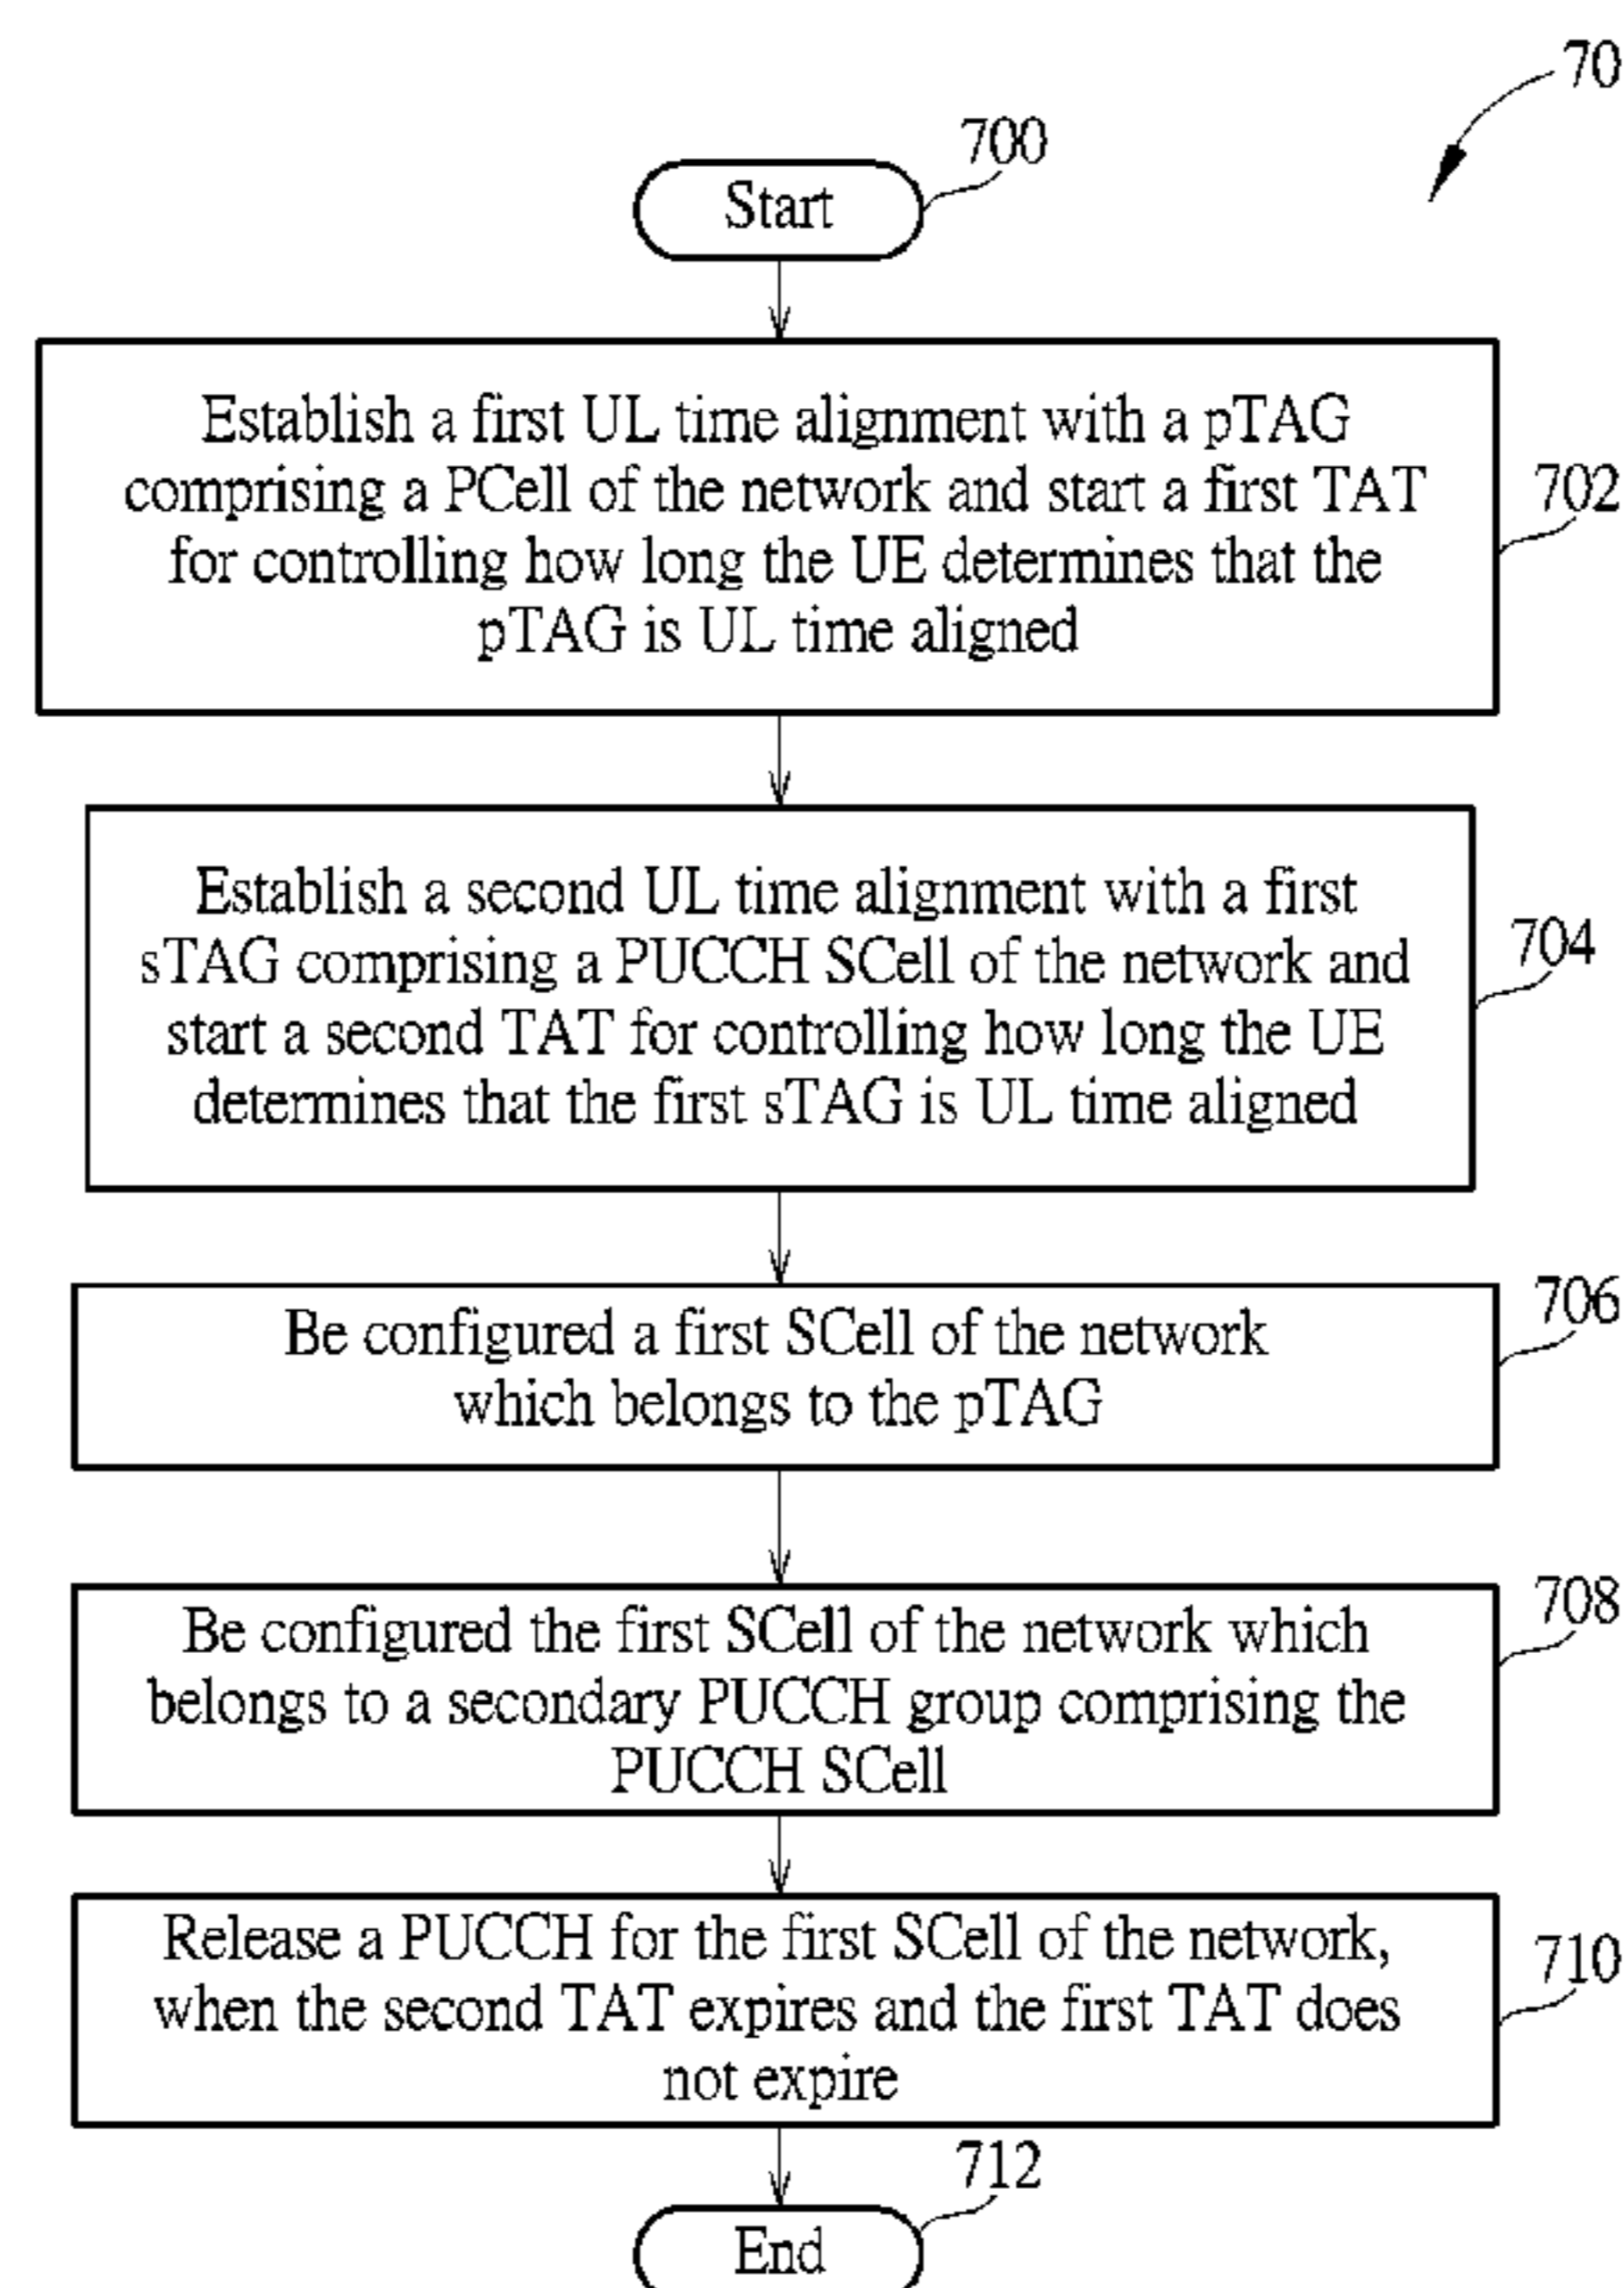 70
700
Start
Establish a first UL time alignment with a pTAG
comprising a PCell of the network and start a first TAT
for controlling how long the UE determines that the
pTAG is UL time aligned
702
Establish a second UL time alignment with a first
sTAG comprising a PUCCH SCell of the network and
start a second TAT for controlling how long the UE
determines that the first sTAG is UL time aligned
704
Be configured a first SCell of the network
which belongs to the pTAG
706
Be configured the first SCell of the network which
belongs to a secondary PUCCH group comprising the
PUCCH SCell
708
Release a PUCCH for the first SCell of the network,
when the second TAT expires and the first TAT does
not expire
710
712
End